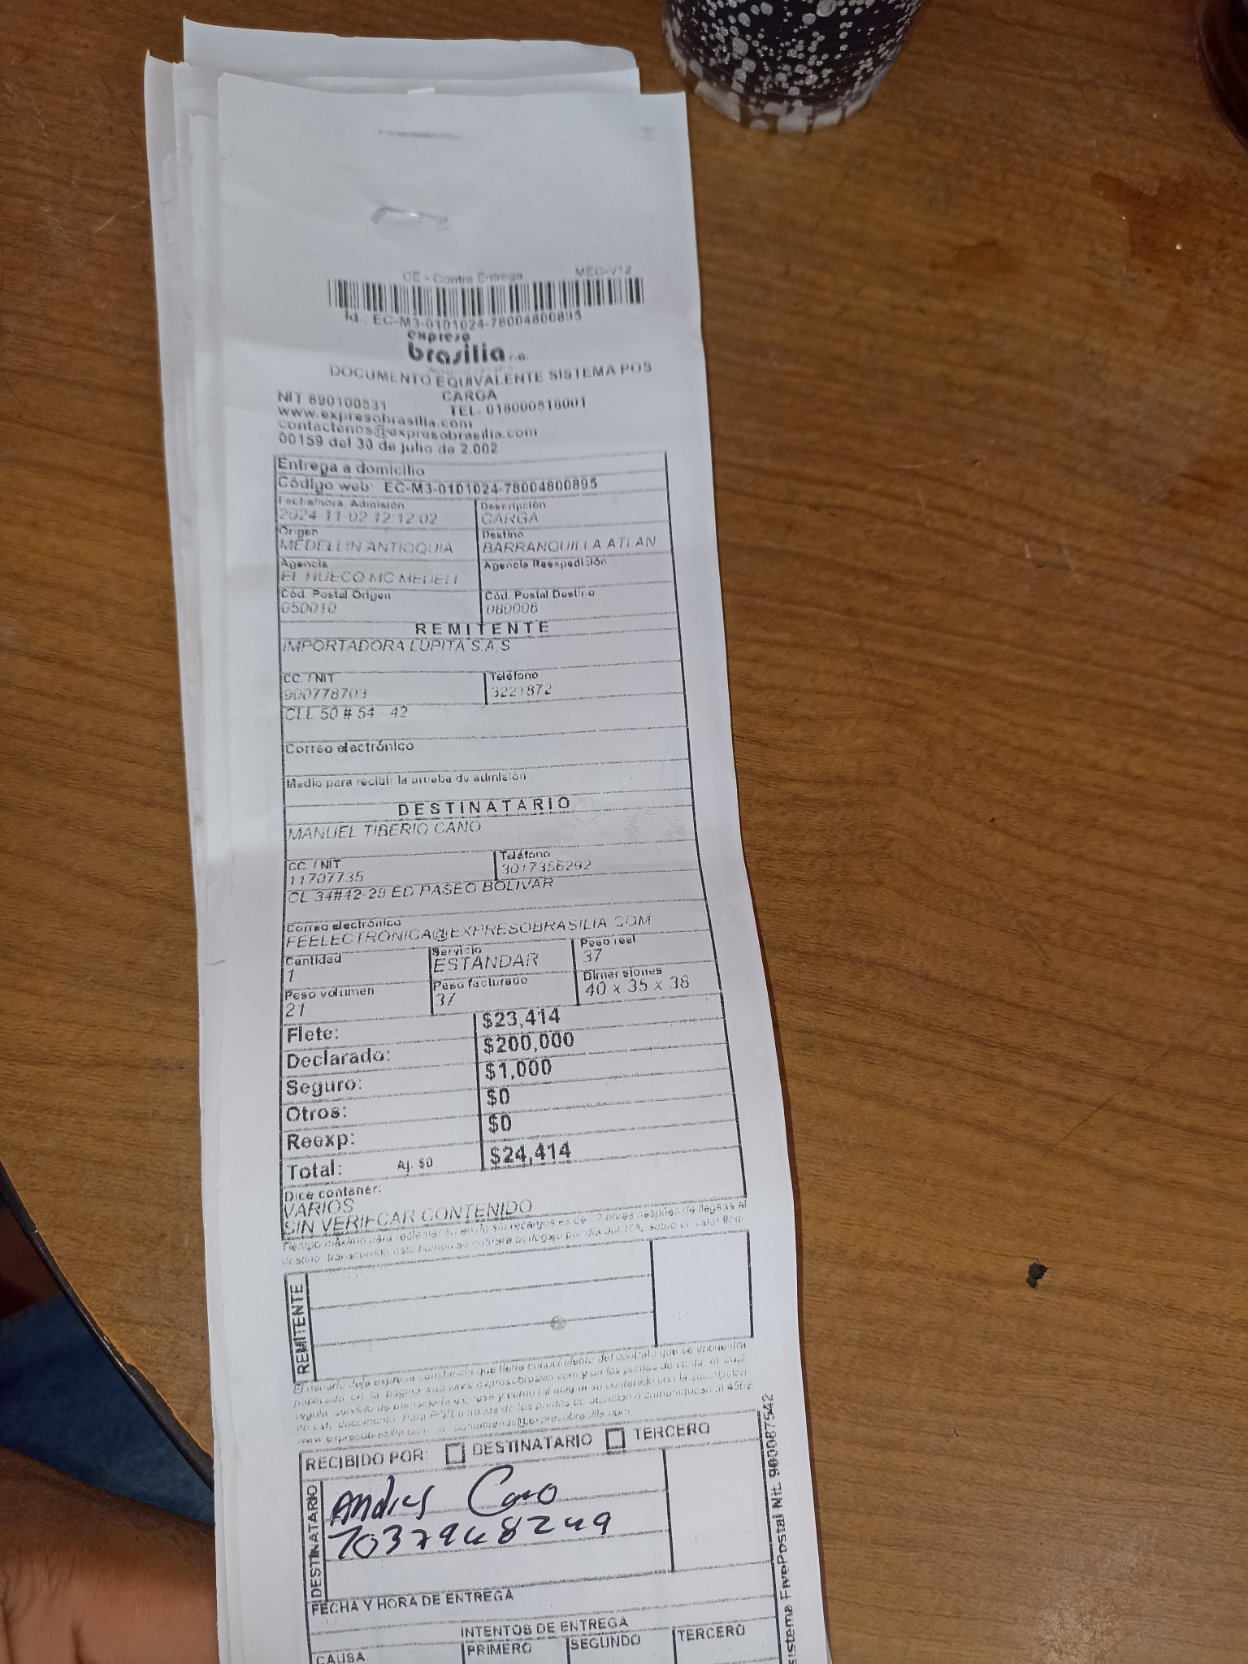 CE - Contra Entrega MEC-V12
Id.: EC-M3-0101024-78004800895
expreso
brasilia s.a.
DOCUMENTO EQUIVALENTE SISTEMA POS
CARGA
NIT 890100531 TEL. 018000518001
www.expresobrasilia.com
contactenos@expresobrasilia.com
00159 del 30 de julio de 2.002
Entrega a domicilio
Código web: EC-M3-0101024-78004800895
Fecha/hora Admisión Descripción
2024-11-02 12:12:02 CARGA
Origen Destino
MEDELLIN ANTIOQUIA BARRANQUILLA ATLAN
Agencia Agencia Reexpedición
EL HUECO MC MEDELL
Cód. Postal Origen Cód. Postal Destino
050010 080006
REMITENTE
IMPORTADORA LUPITA S.A.S
CC. / NIT Teléfono
900778703 3221872
CLL 50 # 54 - 42
Correo electrónico
Medio para recibir la prueba de admisión
DESTINATARIO
MANUEL TIBERIO CANO
CC. / NIT Teléfono
11707735 3017356292
CL 34#42-28 ED PASEO BOLIVAR
Correo electrónico
FEELECTRONICA@EXPRESOBRASILIA.COM
Cantidad Servicio Peso real
1 ESTANDAR 37
Peso volumen Peso facturado Dimensiones
21 37 40 x 35 x 38
Flete: $23,414
Declarado: $200,000
Seguro: $1,000
Otros: $0
Reexp: $0
Total: Aj. $0 $24,414
Dice contener:
VARIOS
SIN VERIFCAR CONTENIDO
REMITENTE
RECIBIDO POR: DESTINATARIO TERCERO
DESTINATARIO
Andres Cano
FECHA Y HORA DE ENTREGA
INTENTOS DE ENTREGA
CAUSA PRIMERO SEGUNDO TERCERO
sistema FivePostal Nit. 900087542